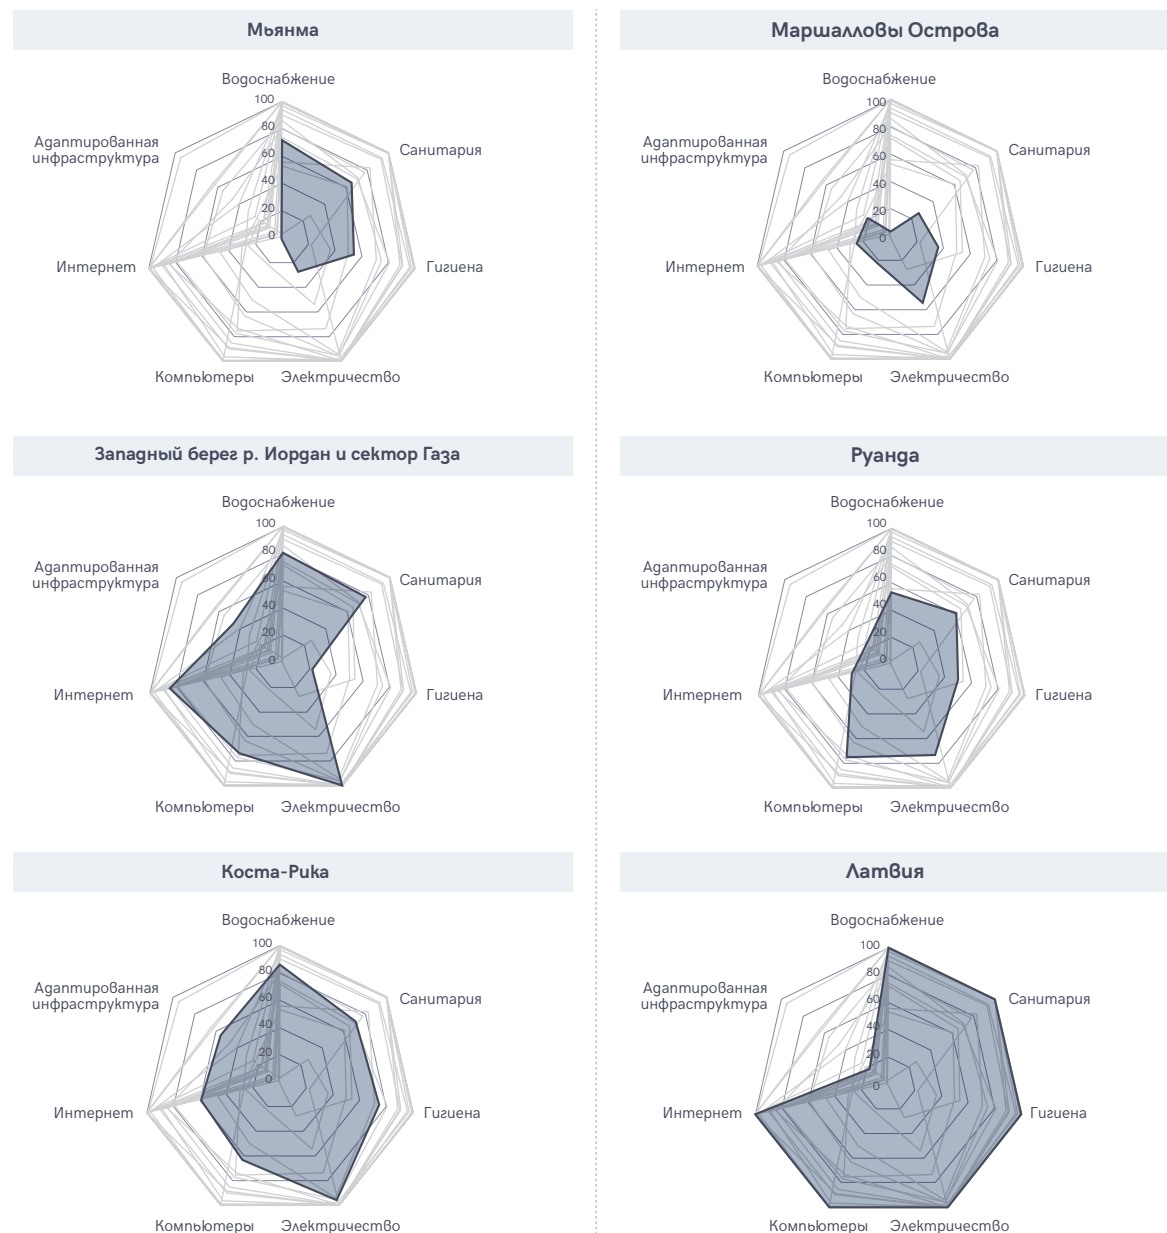 Мьянма
Водоснабжение
100
80
60
40
20
0
Санитария
Гигиена
Электричество
Компьютеры
Интернет
Адаптированная
инфраструктура
Маршалловы Острова
Водоснабжение
100
80
60
40
20
0
Санитария
Гигиена
Электричество
Компьютеры
Интернет
Адаптированная
инфраструктура
Западный берег р. Иордан и сектор Газа
Водоснабжение
100
80
60
40
20
0
Санитария
Гигиена
Электричество
Компьютеры
Интернет
Адаптированная
инфраструктура
Руанда
Водоснабжение
100
80
60
40
20
0
Санитария
Гигиена
Электричество
Компьютеры
Интернет
Адаптированная
инфраструктура
Коста-Рика
Водоснабжение
100
80
60
40
20
0
Санитария
Гигиена
Электричество
Компьютеры
Интернет
Адаптированная
инфраструктура
Латвия
Водоснабжение
100
80
60
40
20
0
Санитария
Гигиена
Электричество
Компьютеры
Интернет
Адаптированная
инфраструктура